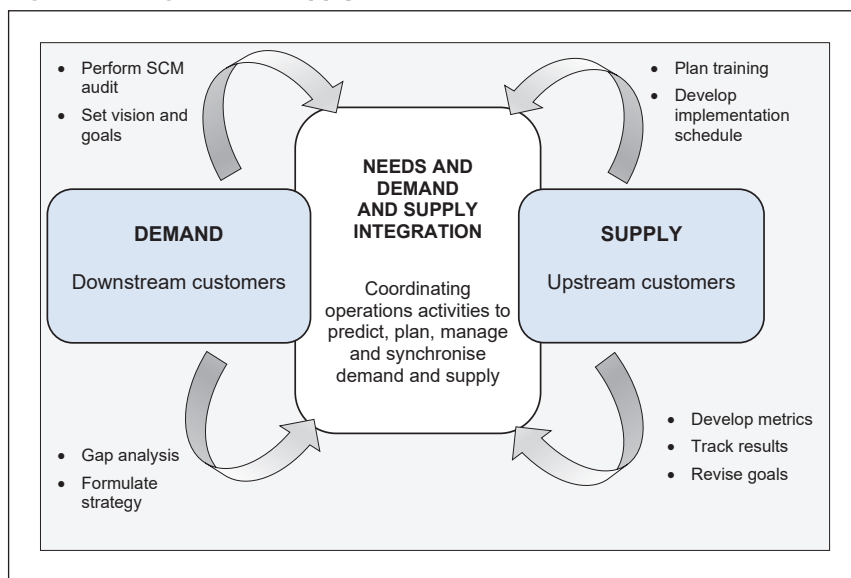 • Perform SCM
audit
• Set vision and
goals
• Plan training
• Develop
implementation
schedule
NEEDS AND
DEMAND
AND SUPPLY
INTEGRATION
Coordinating
operations activities to
predict, plan, manage
and synchronise
demand and supply
DEMAND
Downstream customers
SUPPLY
Upstream customers
• Gap analysis
• Formulate
strategy
• Develop metrics
• Track results
• Revise goals